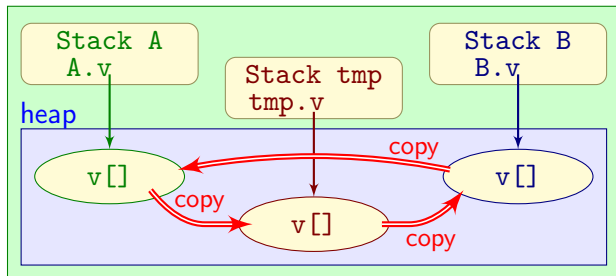 Stack A
A.v
Stack tmp
tmp.v
Stack B
B.v
heap
copy
v[]
v[]
copy
v[]
copy